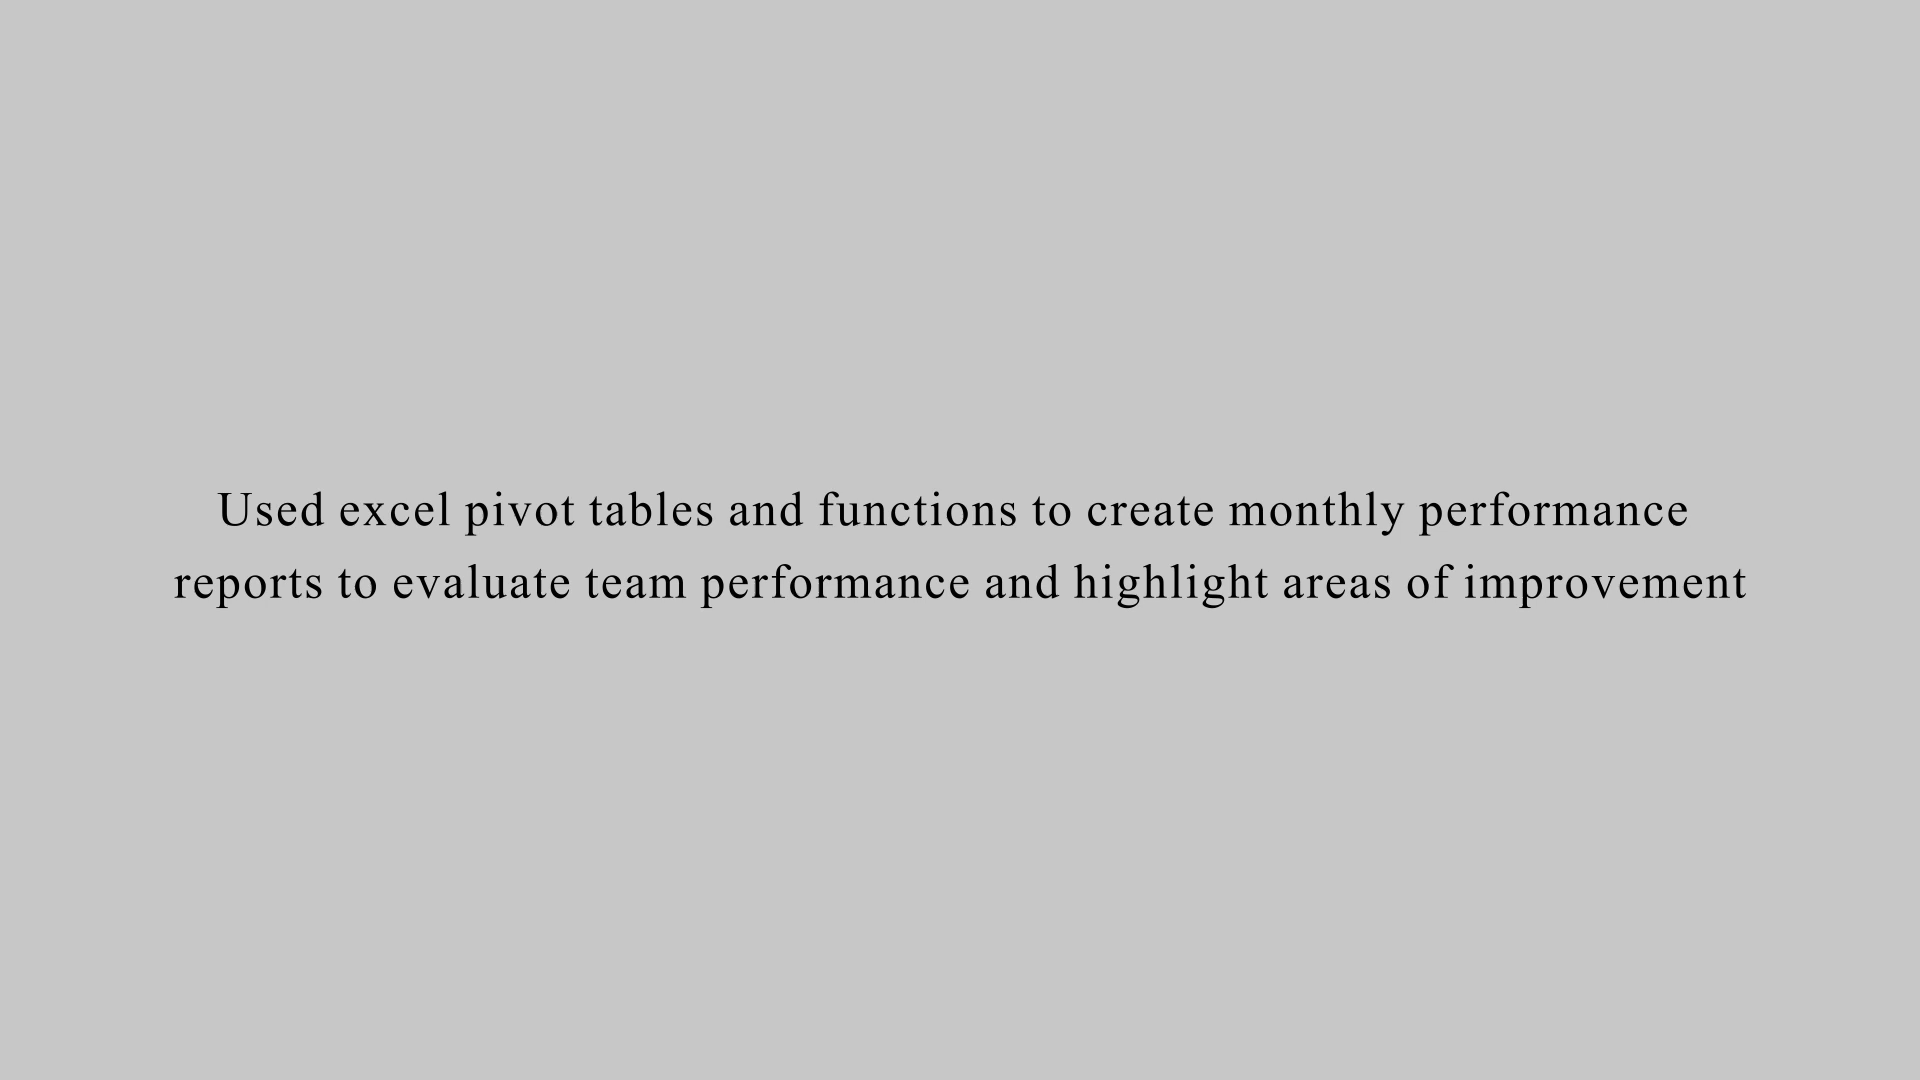 Used excel pivot tables and functions to create monthly performance
reports to evaluate team performance and highlight areas of improvement